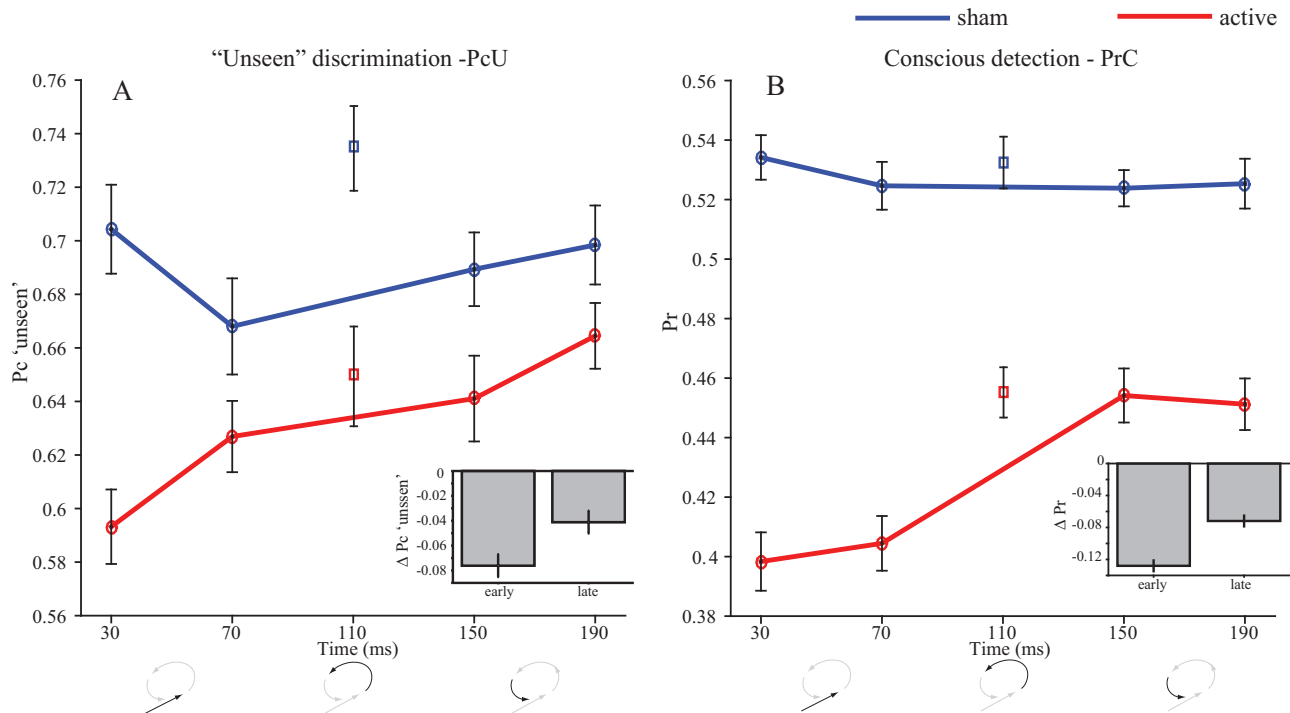 sham active
“Unseen” discrimination -PcU
A
Pc ‘unseen’
0.76
0.74
0.72
0.7
0.68
0.66
0.64
0.62
0.6
0.58
0.56
30 70 110 150 190
Time (ms)
Δ Pc ‘unssen’
0
-0.02
-0.04
-0.06
-0.08
early late
Conscious detection - PrC
B
Pr
0.56
0.54
0.52
0.5
0.48
0.46
0.44
0.42
0.4
0.38
30 70 110 150 190
Time (ms)
Δ Pr
0
-0.04
-0.08
-0.12
early late